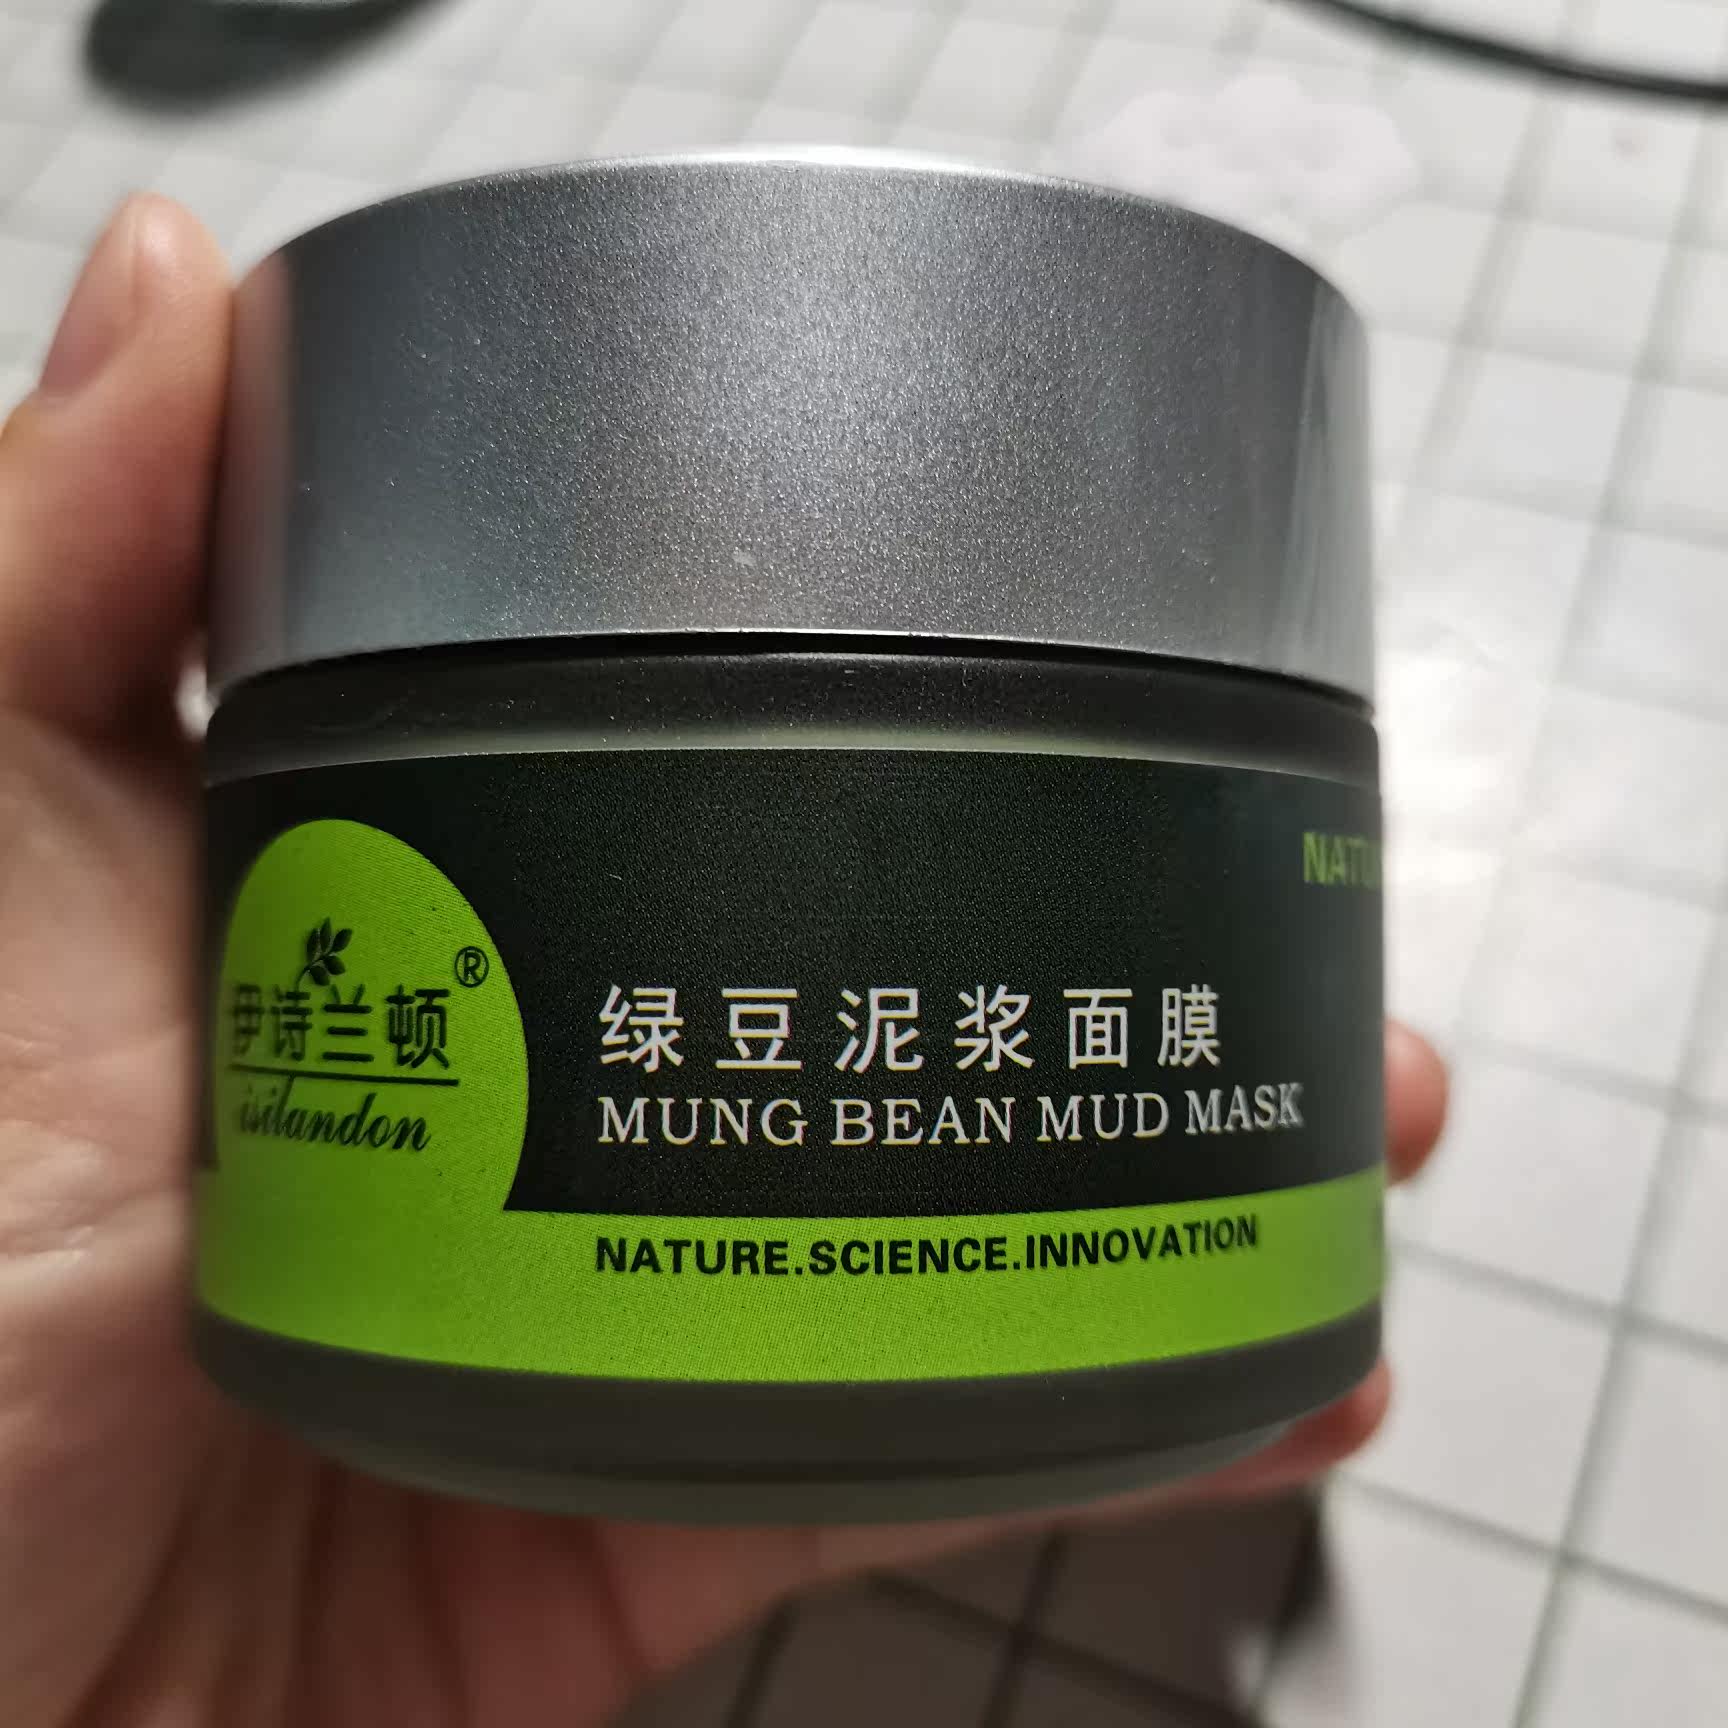 伊诗兰顿®
isilandon
绿豆泥浆面膜
MUNG BEAN MUD MASK
NATURE.SCIENCE.INNOVATION